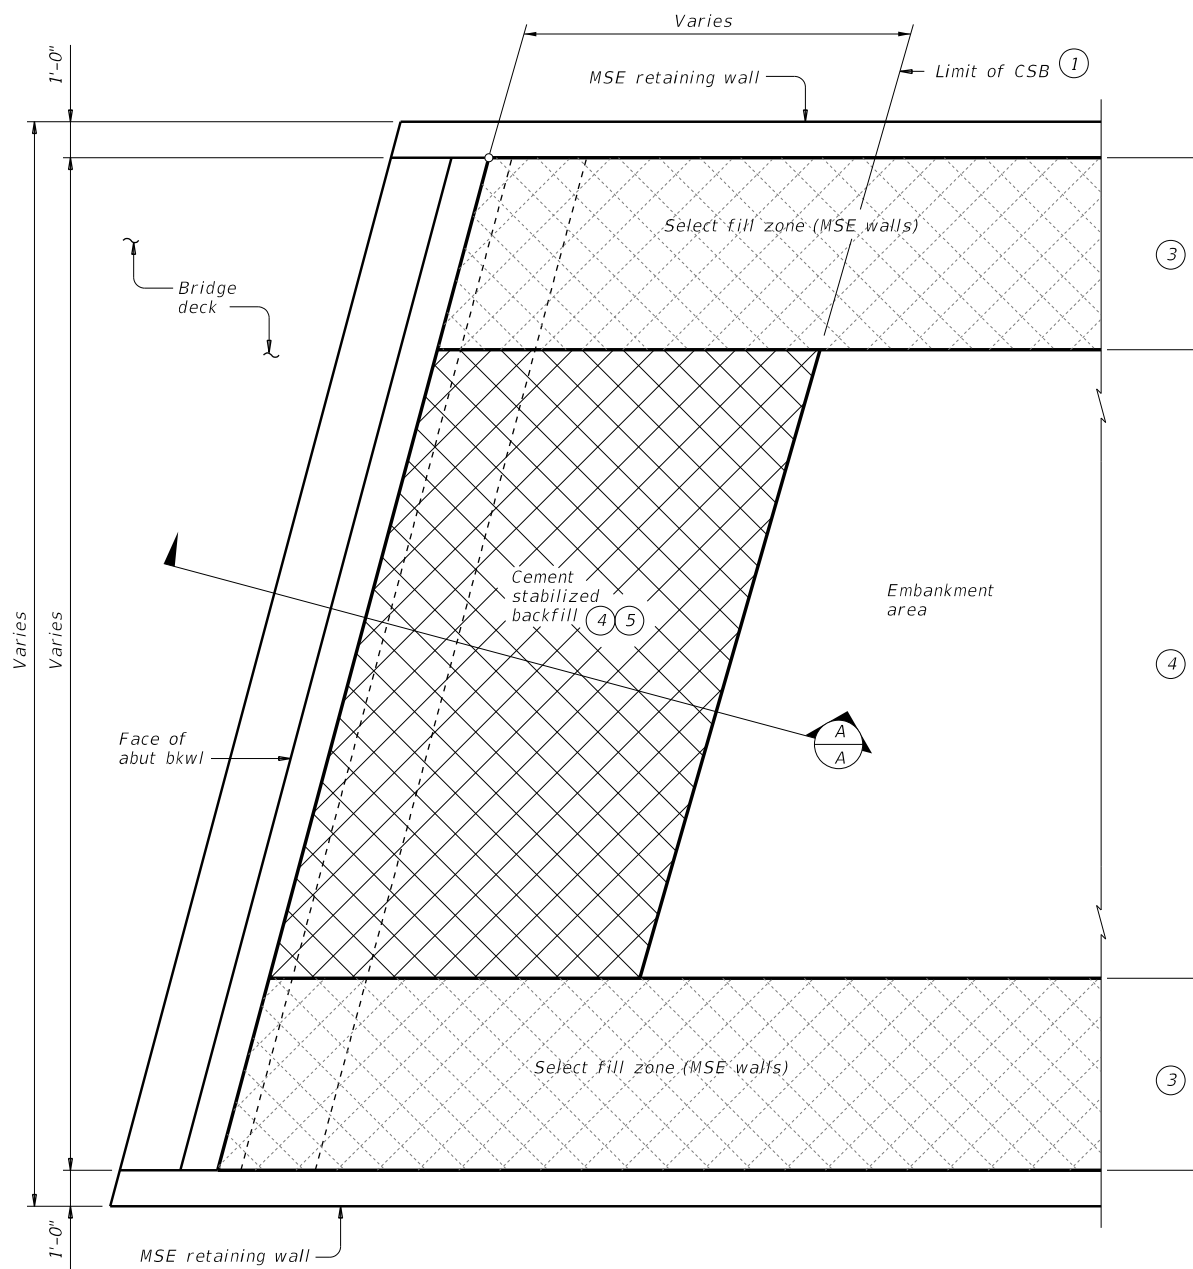 Varies
1'-0"
MSE retaining wall
Limit of CSB 1
Select fill zone (MSE walls)
3
Bridge
deck
Cement
stabilized
backfill 4 5
Embankment
area
Varies
Varies
4
Face of
abut bkwl
A
A
Select fill zone (MSE walls)
3
1'-0"
MSE retaining wall